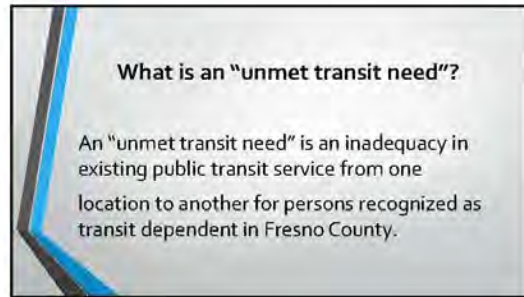 What is an “unmet transit need”?
An “unmet transit need” is an inadequacy in
existing public transit service from one
location to another for persons recognized as
transit dependent in Fresno County.